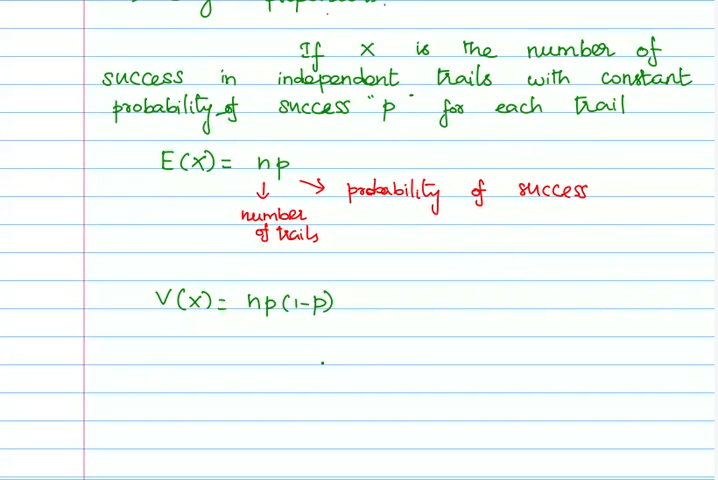 If X is the number of
success in independent trails with constant
probability of success "p" for each trail
E(X) = np
→ probability of success
↓
number
of trails
V(X) = np(1-p)